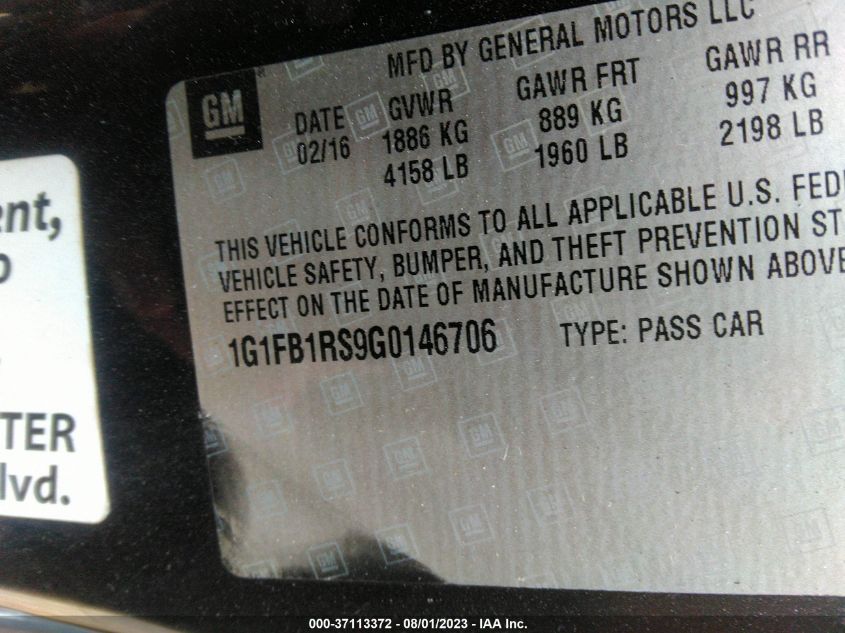 MFD BY GENERAL MOTORS LLC
GM
DATE GVWR GAWR FRT GAWR RR
02/16 1886 KG 889 KG 997 KG
4158 LB 1960 LB 2198 LB
THIS VEHICLE CONFORMS TO ALL APPLICABLE U.S. FED
VEHICLE SAFETY, BUMPER, AND THEFT PREVENTION ST
EFFECT ON THE DATE OF MANUFACTURE SHOWN ABOVE
1G1FB1RS9G0146706 TYPE: PASS CAR
ent,
TER
lvd.
000-37113372 - 08/01/2023 - IAA Inc.